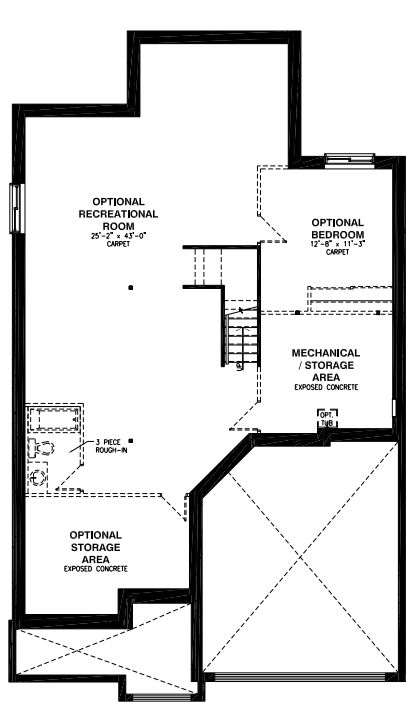 OPTIONAL
RECREATIONAL
ROOM
25'-2" x 43'-0"
CARPET
OPTIONAL
BEDROOM
12'-8" x 11'-3"
CARPET
MECHANICAL
/ STORAGE
AREA
EXPOSED CONCRETE
OPT.
TUB
3 PIECE
ROUGH-IN
OPTIONAL
STORAGE
AREA
EXPOSED CONCRETE